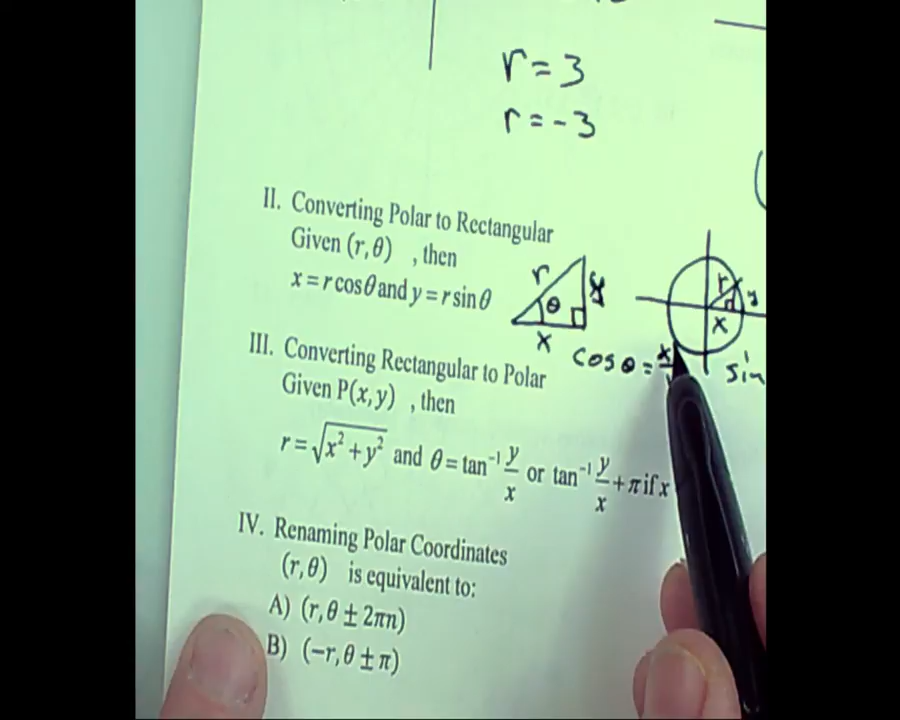 r = 3
r = -3
II. Converting Polar to Rectangular
Given (r, θ) , then
x = r cos θ and y = r sin θ
r
θ
y
x
r
y
x
cos θ = x
sin
III. Converting Rectangular to Polar
Given P(x, y) , then
r = √(x² + y²) and θ = tan⁻¹ y/x or tan⁻¹ y/x + π if x
IV. Renaming Polar Coordinates
(r, θ) is equivalent to:
A) (r, θ ± 2πn)
B) (−r, θ ± π)